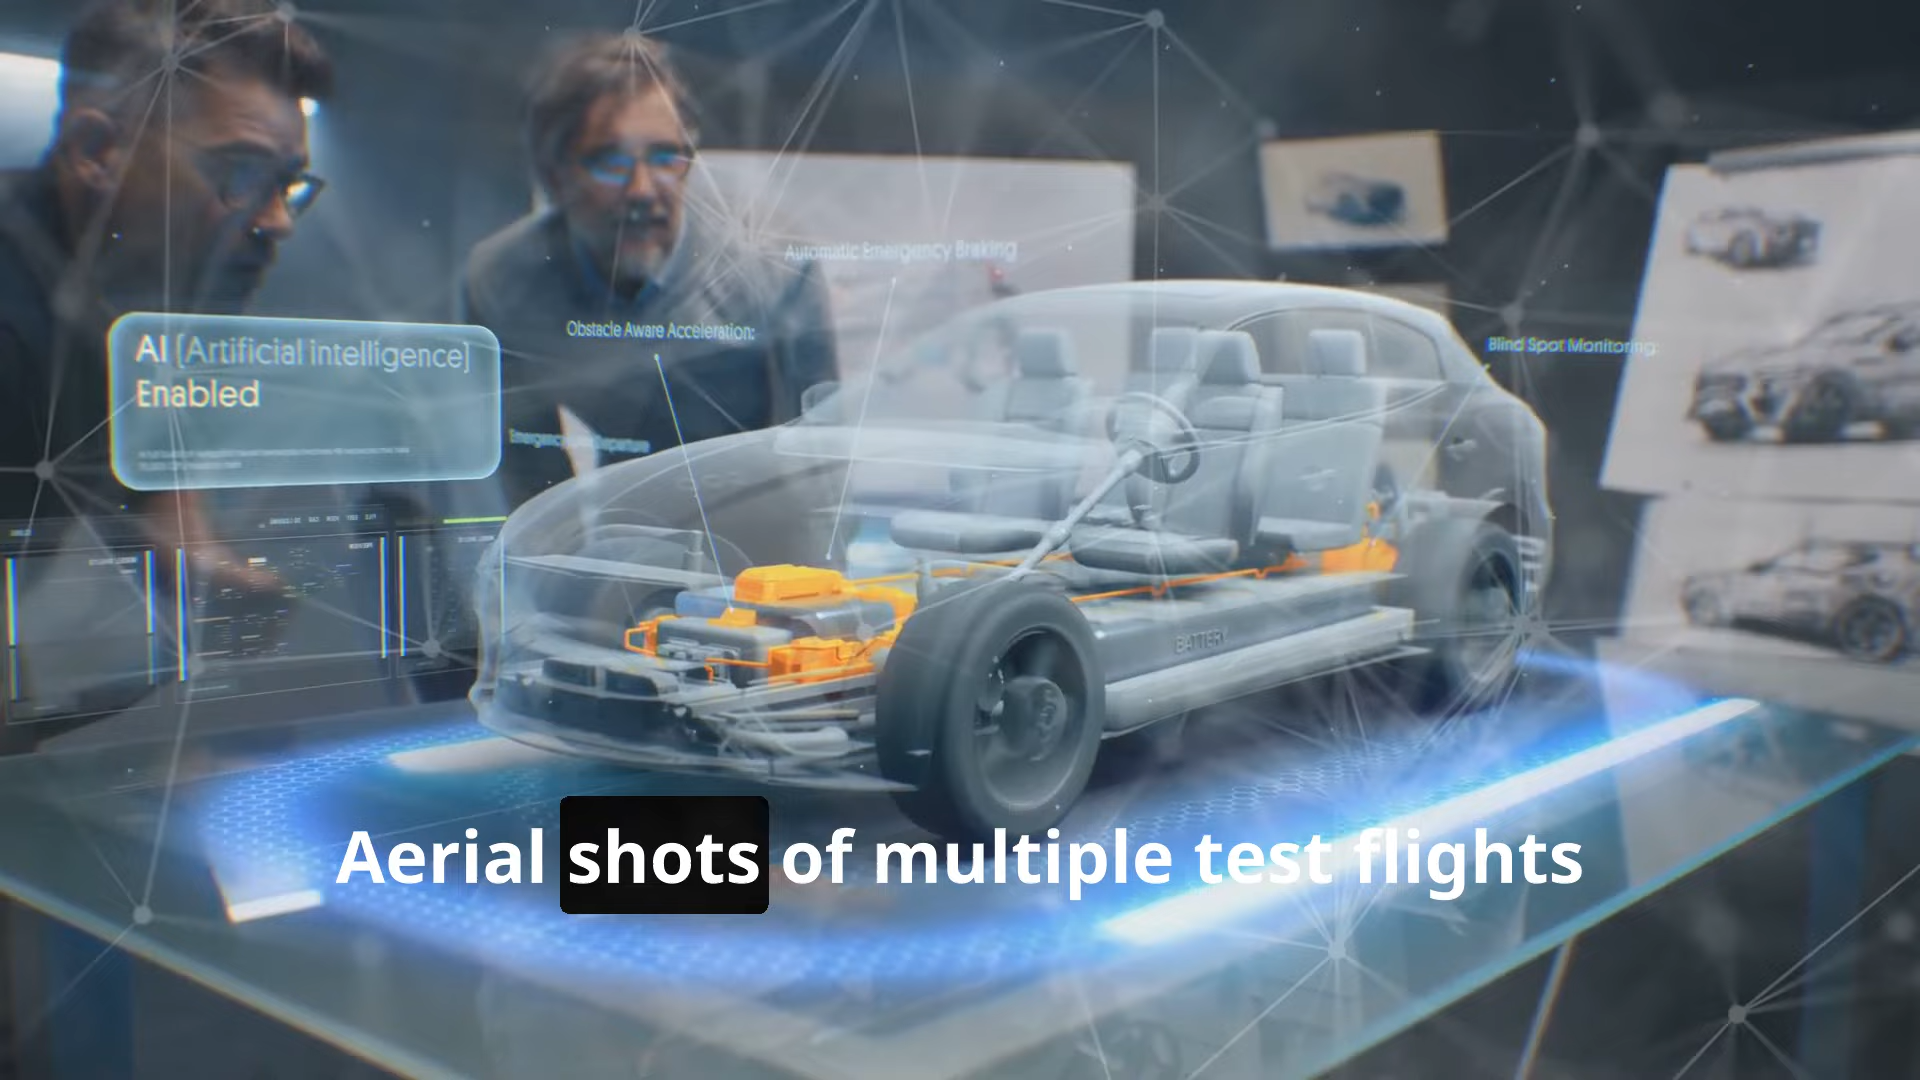 Automatic Emergency Braking
Obstacle Aware Acceleration:
Blind Spot Monitoring:
AI (Artificial intelligence)
Enabled
Emergency
BATTERY
Aerial shots of multiple test flights